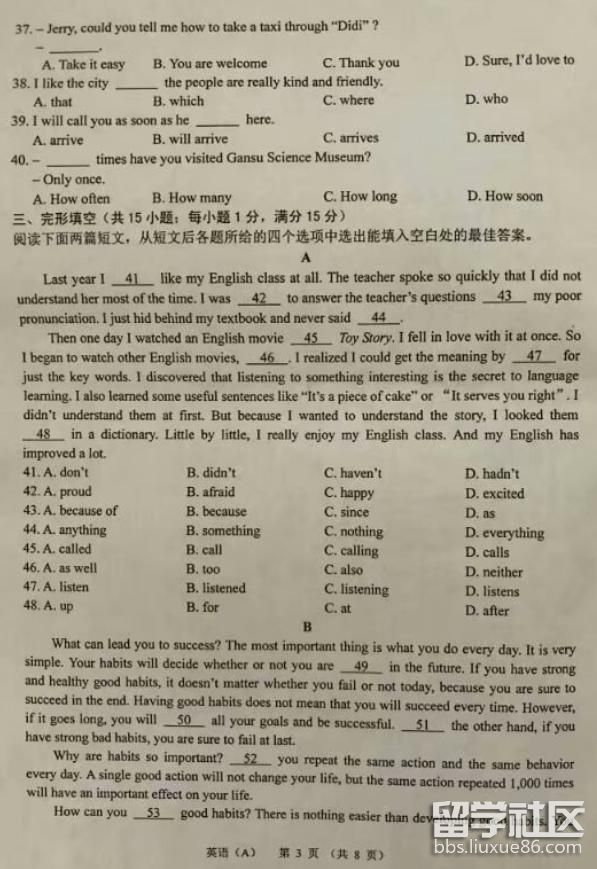 37. – Jerry, could you tell me how to take a taxi through "Didi" ?
– ________.
A. Take it easy B. You are welcome C. Thank you D. Sure, I'd love to
38. I like the city ______ the people are really kind and friendly.
A. that B. which C. where D. who
39. I will call you as soon as he ______ here.
A. arrive B. will arrive C. arrives D. arrived
40. – ______ times have you visited Gansu Science Museum?
– Only once.
A. How often B. How many C. How long D. How soon
三、完形填空（共 15 小题；每小题 1 分，满分 15 分）
阅读下面两篇短文，从短文后各题所给的四个选项中选出能填入空白处的最佳答案。
A
Last year I __41__ like my English class at all. The teacher spoke so quickly that I did not
understand her most of the time. I was __42__ to answer the teacher's questions __43__ my poor
pronunciation. I just hid behind my textbook and never said __44__.
Then one day I watched an English movie __45__ Toy Story. I fell in love with it at once. So
I began to watch other English movies, __46__. I realized I could get the meaning by __47__ for
just the key words. I discovered that listening to something interesting is the secret to language
learning. I also learned some useful sentences like "It's a piece of cake" or "It serves you right". I
didn't understand them at first. But because I wanted to understand the story, I looked them
__48__ in a dictionary. Little by little, I really enjoy my English class. And my English has
improved a lot.
41. A. don't B. didn't C. haven't D. hadn't
42. A. proud B. afraid C. happy D. excited
43. A. because of B. because C. since D. as
44. A. anything B. something C. nothing D. everything
45. A. called B. call C. calling D. calls
46. A. as well B. too C. also D. neither
47. A. listen B. listened C. listening D. listens
48. A. up B. for C. at D. after
B
What can lead you to success? The most important thing is what you do every day. It is very
simple. Your habits will decide whether or not you are __49__ in the future. If you have strong
and healthy good habits, it doesn't matter whether you fail or not today, because you are sure to
succeed in the end. Having good habits does not mean that you will succeed every time. However,
if it goes long, you will __50__ all your goals and be successful. __51__ the other hand, if you
have strong bad habits, you are sure to fail at last.
Why are habits so important? __52__ you repeat the same action and the same behavior
every day. A single good action will not change your life, but the same action repeated 1,000 times
will have an important effect on your life.
How can you __53__ good habits? There is nothing easier than developing good habits.
英语（A） 第 3 页 （共 8 页）
留学社区
bbs.liuxue86.com